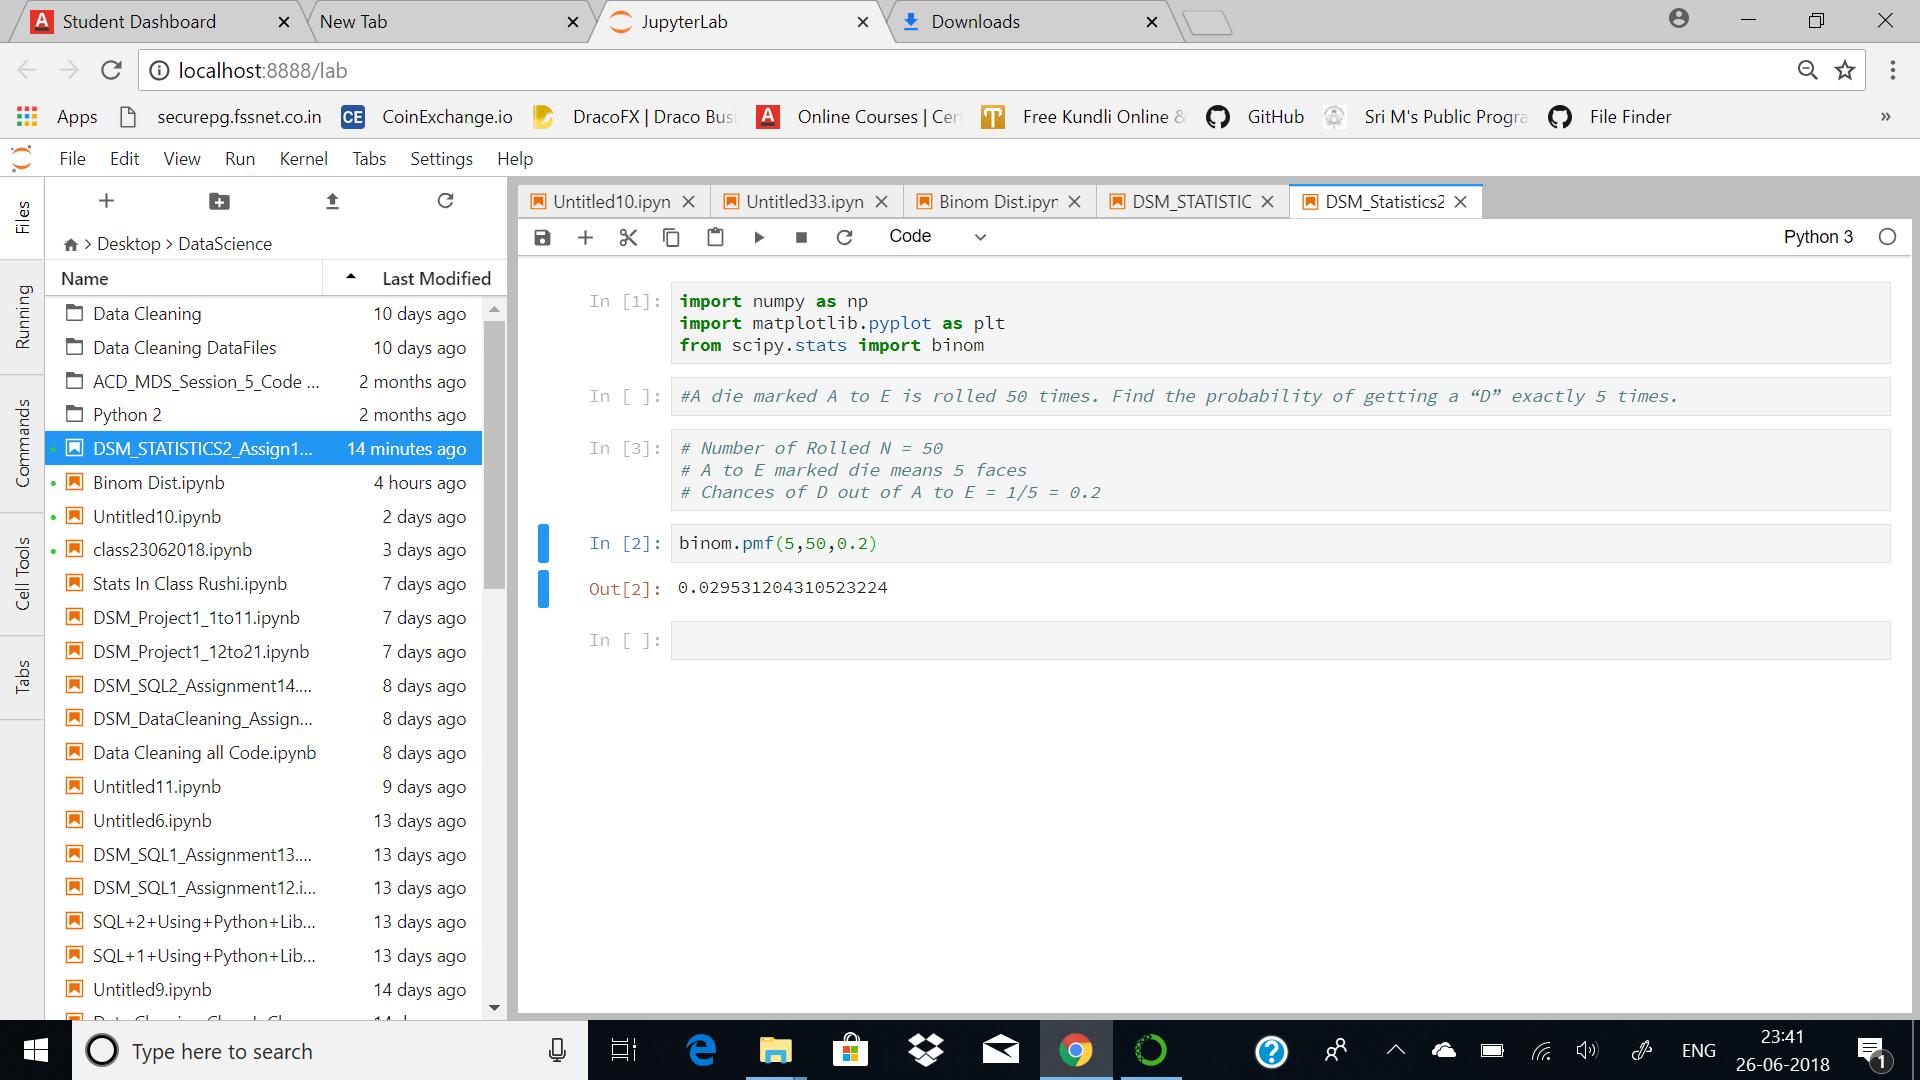 Student Dashboard
New Tab
JupyterLab
Downloads
localhost:8888/lab
Apps
securepg.fssnet.co.in
CE CoinExchange.io
DracoFX | Draco Busi
Online Courses | Cer
Free Kundli Online &
GitHub
Sri M's Public Progra
File Finder
»
File Edit View Run Kernel Tabs Settings Help
Files
Running
Commands
Cell Tools
Tabs
> Desktop > DataScience
Name Last Modified
Data Cleaning 10 days ago
Data Cleaning DataFiles 10 days ago
ACD_MDS_Session_5_Code ... 2 months ago
Python 2 2 months ago
DSM_STATISTICS2_Assign1... 14 minutes ago
Binom Dist.ipynb 4 hours ago
Untitled10.ipynb 2 days ago
class23062018.ipynb 3 days ago
Stats In Class Rushi.ipynb 7 days ago
DSM_Project1_1to11.ipynb 7 days ago
DSM_Project1_12to21.ipynb 7 days ago
DSM_SQL2_Assignment14.... 8 days ago
DSM_DataCleaning_Assign... 8 days ago
Data Cleaning all Code.ipynb 8 days ago
Untitled11.ipynb 9 days ago
Untitled6.ipynb 13 days ago
DSM_SQL1_Assignment13.... 13 days ago
DSM_SQL1_Assignment12.i... 13 days ago
SQL+2+Using+Python+Lib... 13 days ago
SQL+1+Using+Python+Lib... 13 days ago
Untitled9.ipynb 14 days ago
Untitled10.ipyn
Untitled33.ipyn
Binom Dist.ipyr
DSM_STATISTIC
DSM_Statistics2
Code
Python 3
In [1]: import numpy as np
import matplotlib.pyplot as plt
from scipy.stats import binom
In [ ]: #A die marked A to E is rolled 50 times. Find the probability of getting a “D” exactly 5 times.
In [3]: # Number of Rolled N = 50
# A to E marked die means 5 faces
# Chances of D out of A to E = 1/5 = 0.2
In [2]: binom.pmf(5,50,0.2)
Out[2]: 0.029531204310523224
In [ ]:
Type here to search
ENG
23:41
26-06-2018
1